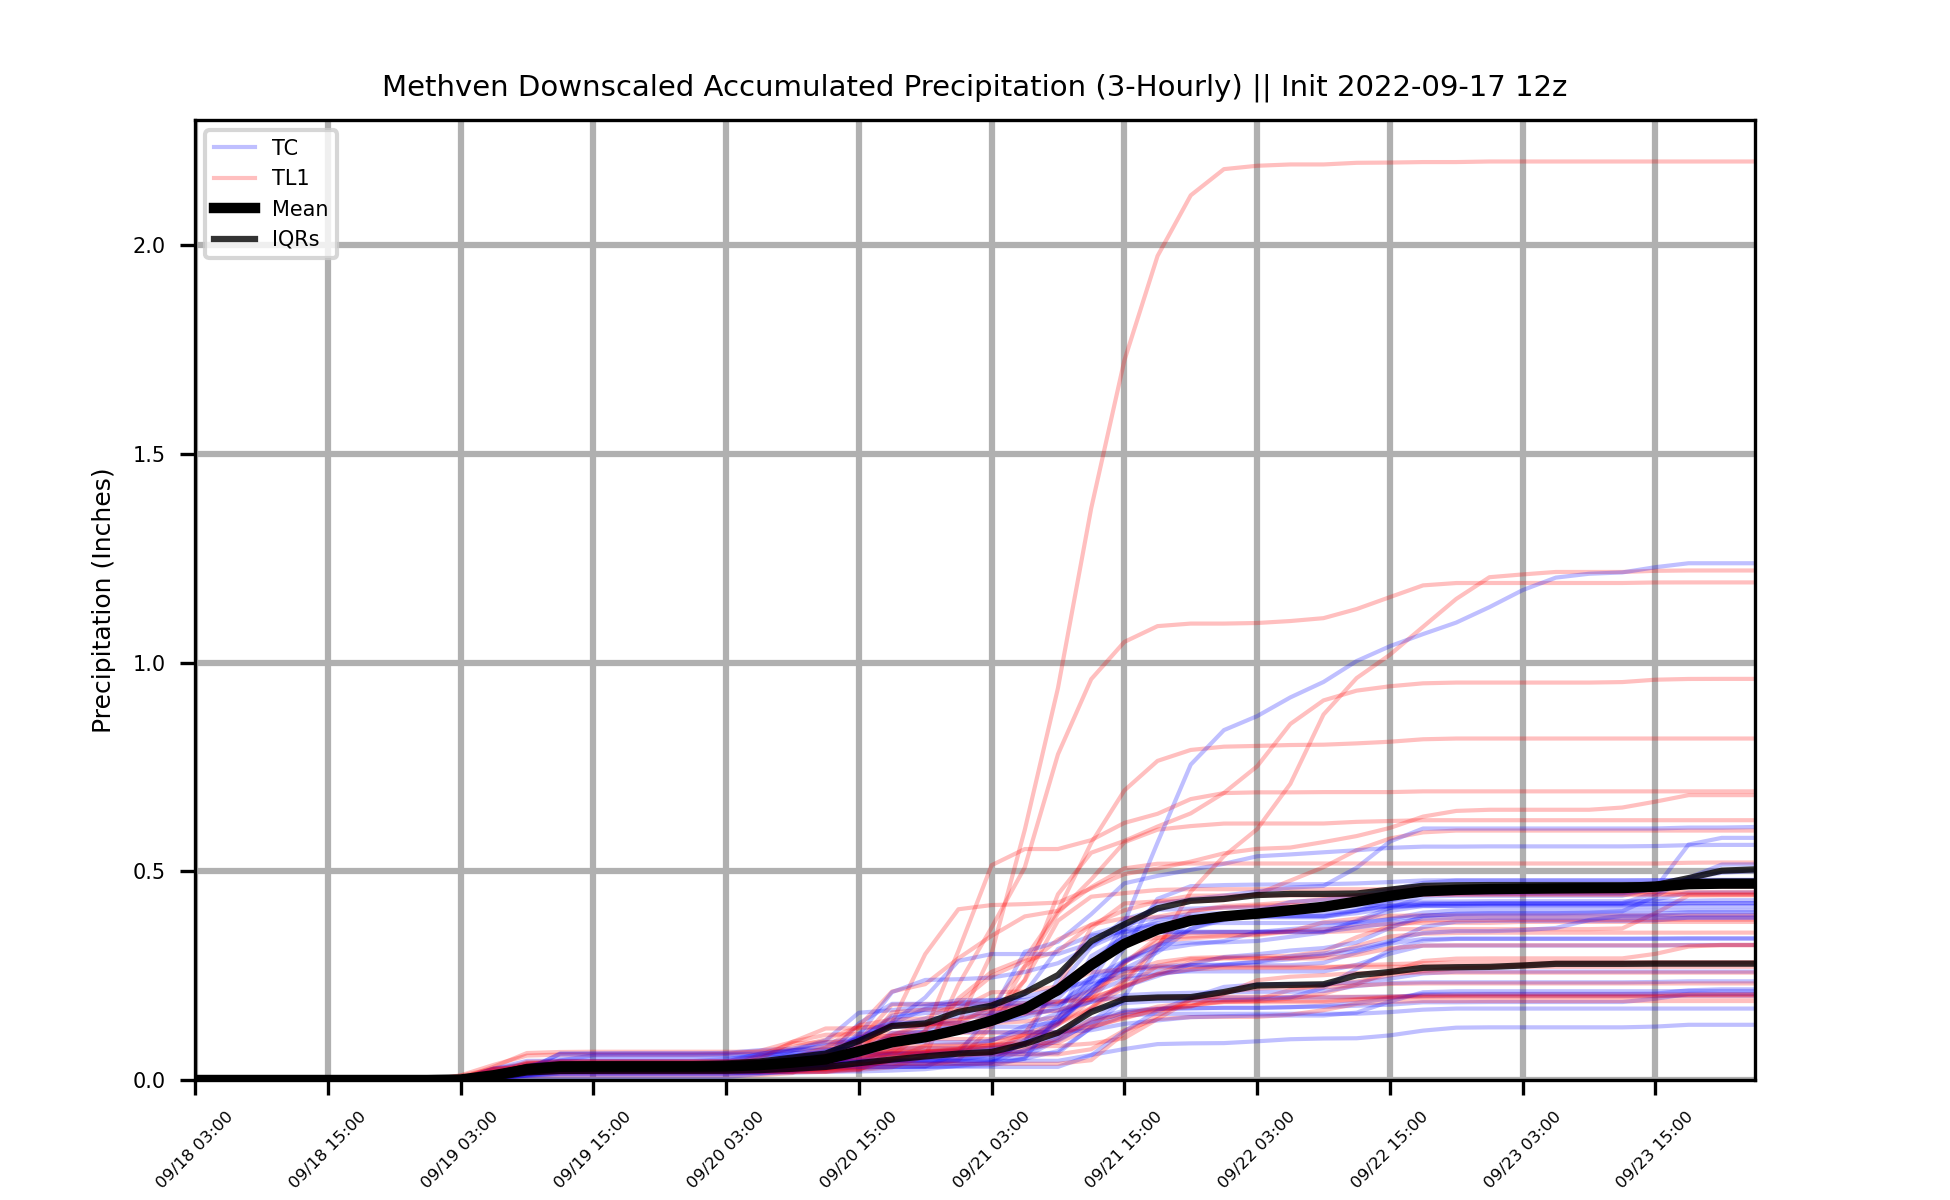 Methven Downscaled Accumulated Precipitation (3-Hourly) || Init 2022-09-17 12z
TC
TL1
Mean
IQRs
Precipitation (Inches)
2.0
1.5
1.0
0.5
0.0
09/18 03:00
09/18 15:00
09/19 03:00
09/19 15:00
09/20 03:00
09/20 15:00
09/21 03:00
09/21 15:00
09/22 03:00
09/22 15:00
09/23 03:00
09/23 15:00